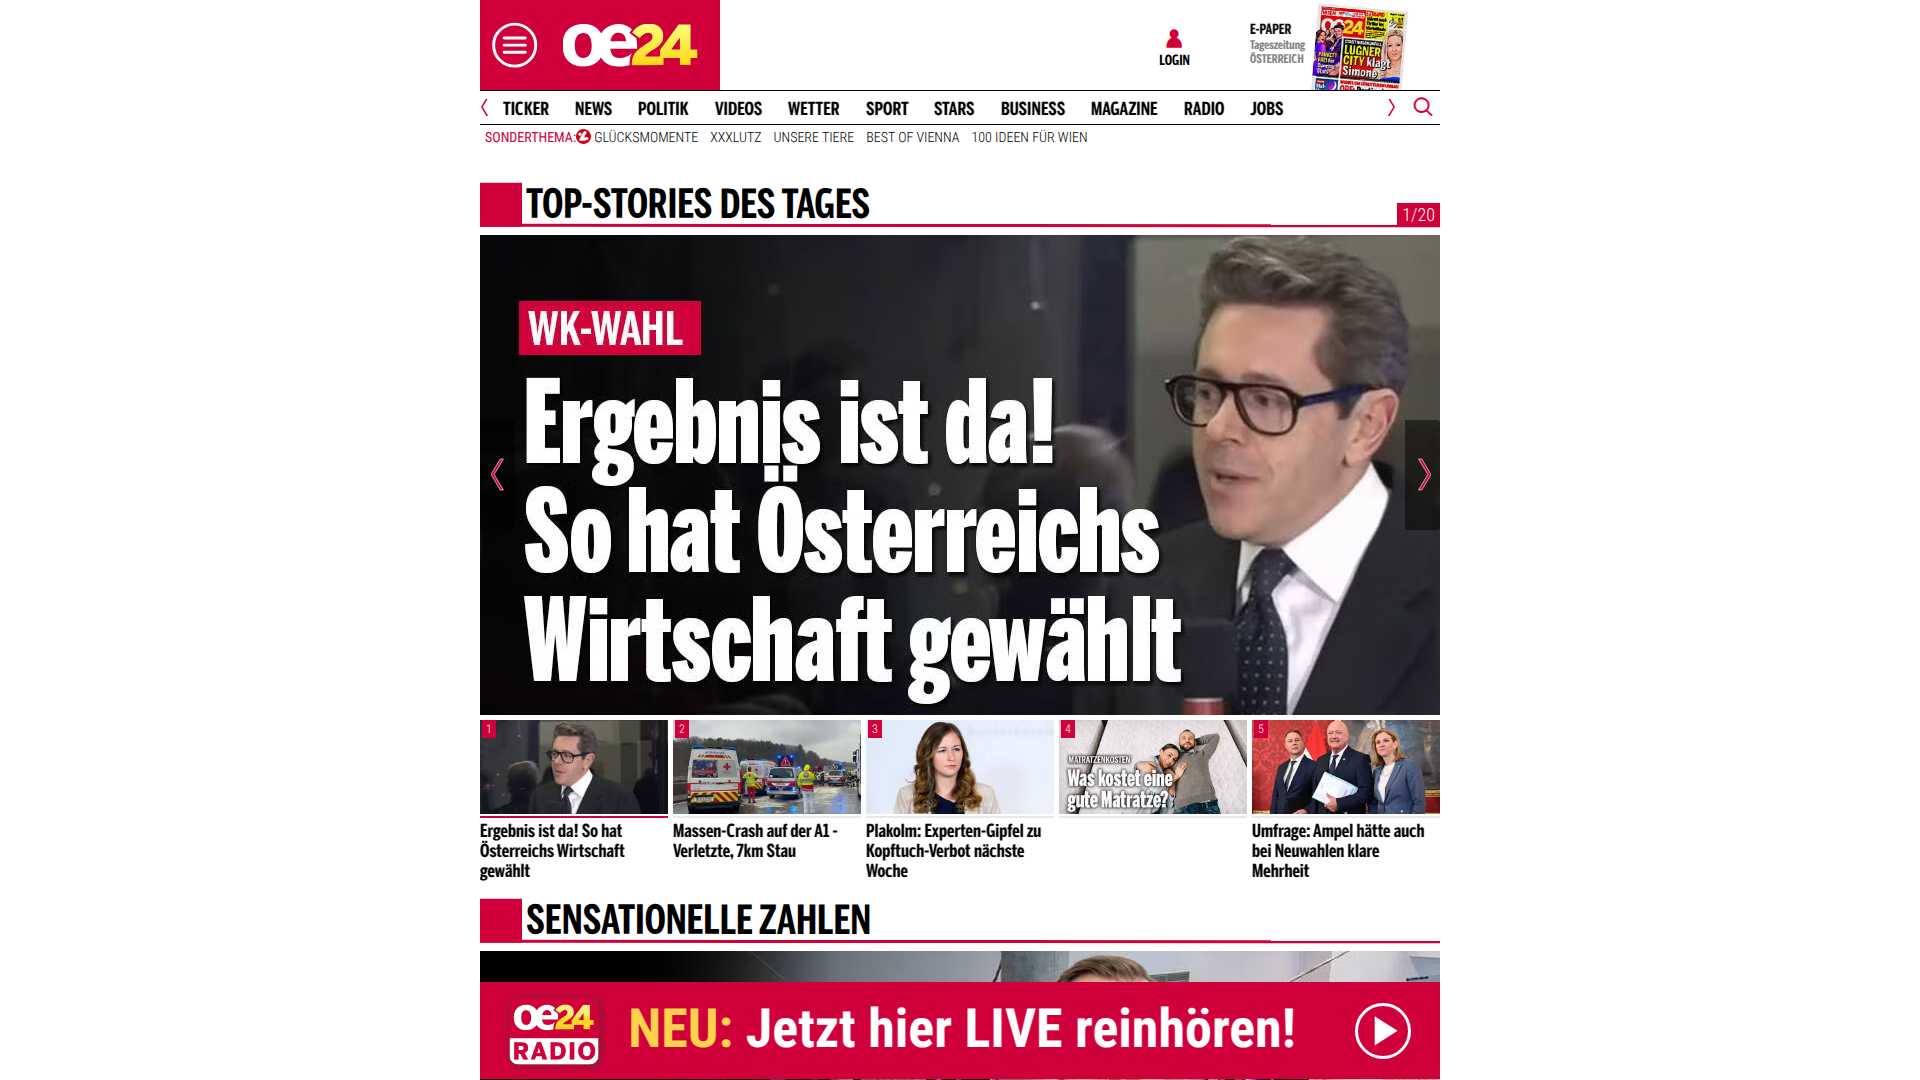 oe24
LOGIN
E-PAPER
Tageszeitung
ÖSTERREICH
oe24
LUGNER
CITY klagt
Simone
TICKER NEWS POLITIK VIDEOS WETTER SPORT STARS BUSINESS MAGAZINE RADIO JOBS
SONDERTHEMA: GLÜCKSMOMENTE XXXLUTZ UNSERE TIERE BEST OF VIENNA 100 IDEEN FÜR WIEN
TOP-STORIES DES TAGES
1/20
WK-WAHL
Ergebnis ist da!
So hat Österreichs
Wirtschaft gewählt
1
2
3
4
5
MATRATZENKOSTEN
Was kostet eine
gute Matratze?
Ergebnis ist da! So hat
Österreichs Wirtschaft
gewählt
Massen-Crash auf der A1 -
Verletzte, 7km Stau
Plakolm: Experten-Gipfel zu
Kopftuch-Verbot nächste
Woche
Umfrage: Ampel hätte auch
bei Neuwahlen klare
Mehrheit
SENSATIONELLE ZAHLEN
oe24
RADIO
NEU: Jetzt hier LIVE reinhören!